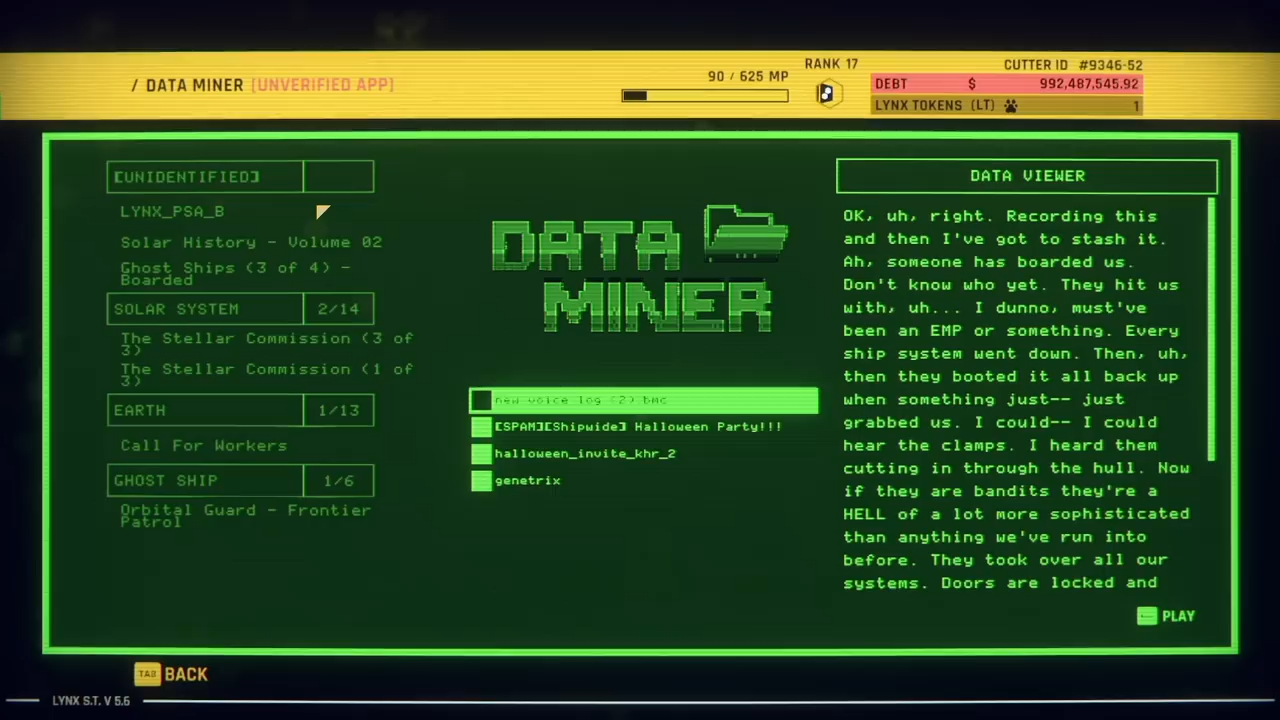 / DATA MINER [UNVERIFIED APP]
90 / 625 MP
RANK 17
CUTTER ID #9346-52
DEBT $ 992,487,545.92
LYNX TOKENS (LT) 1
[UNIDENTIFIED]
LYNX_PSA_B
Solar History - Volume 02
Ghost Ships (3 of 4) -
Boarded
SOLAR SYSTEM 2/14
The Stellar Commission (3 of
3)
The Stellar Commission (1 of
3)
EARTH 1/13
Call For Workers
GHOST SHIP 1/6
Orbital Guard - Frontier
Patrol
DATA
MINER
new voice log (2).bmc
[SPAM][Shipwide] Halloween Party!!!
halloween_invite_khr_2
genetrix
DATA VIEWER
OK, uh, right. Recording this
and then I've got to stash it.
Ah, someone has boarded us.
Don't know who yet. They hit us
with, uh... I dunno, must've
been an EMP or something. Every
ship system went down. Then, uh,
then they booted it all back up
when something just-- just
grabbed us. I could-- I could
hear the clamps. I heard them
cutting in through the hull. Now
if they are bandits they're a
HELL of a lot more sophisticated
than anything we've run into
before. They took over all our
systems. Doors are locked and
PLAY
TAB BACK
LYNX S.T. V 5.6